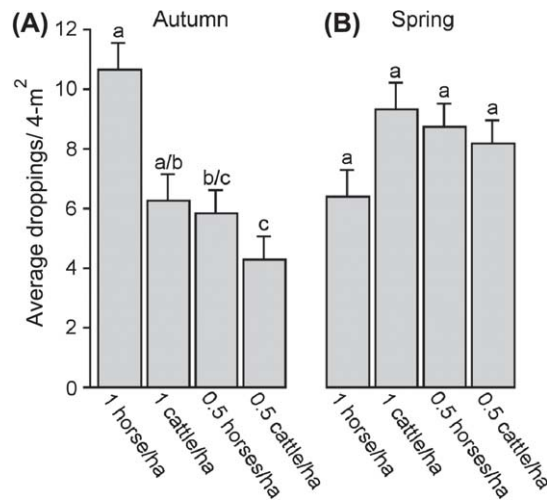 (A) Autumn
(B) Spring
Average droppings/ 4-m²
12
10
8
6
4
2
0
a
a/b
b/c
c
a
a
a
a
1 horse/ha
1 cattle/ha
0.5 horses/ha
0.5 cattle/ha
1 horse/ha
1 cattle/ha
0.5 horses/ha
0.5 cattle/ha